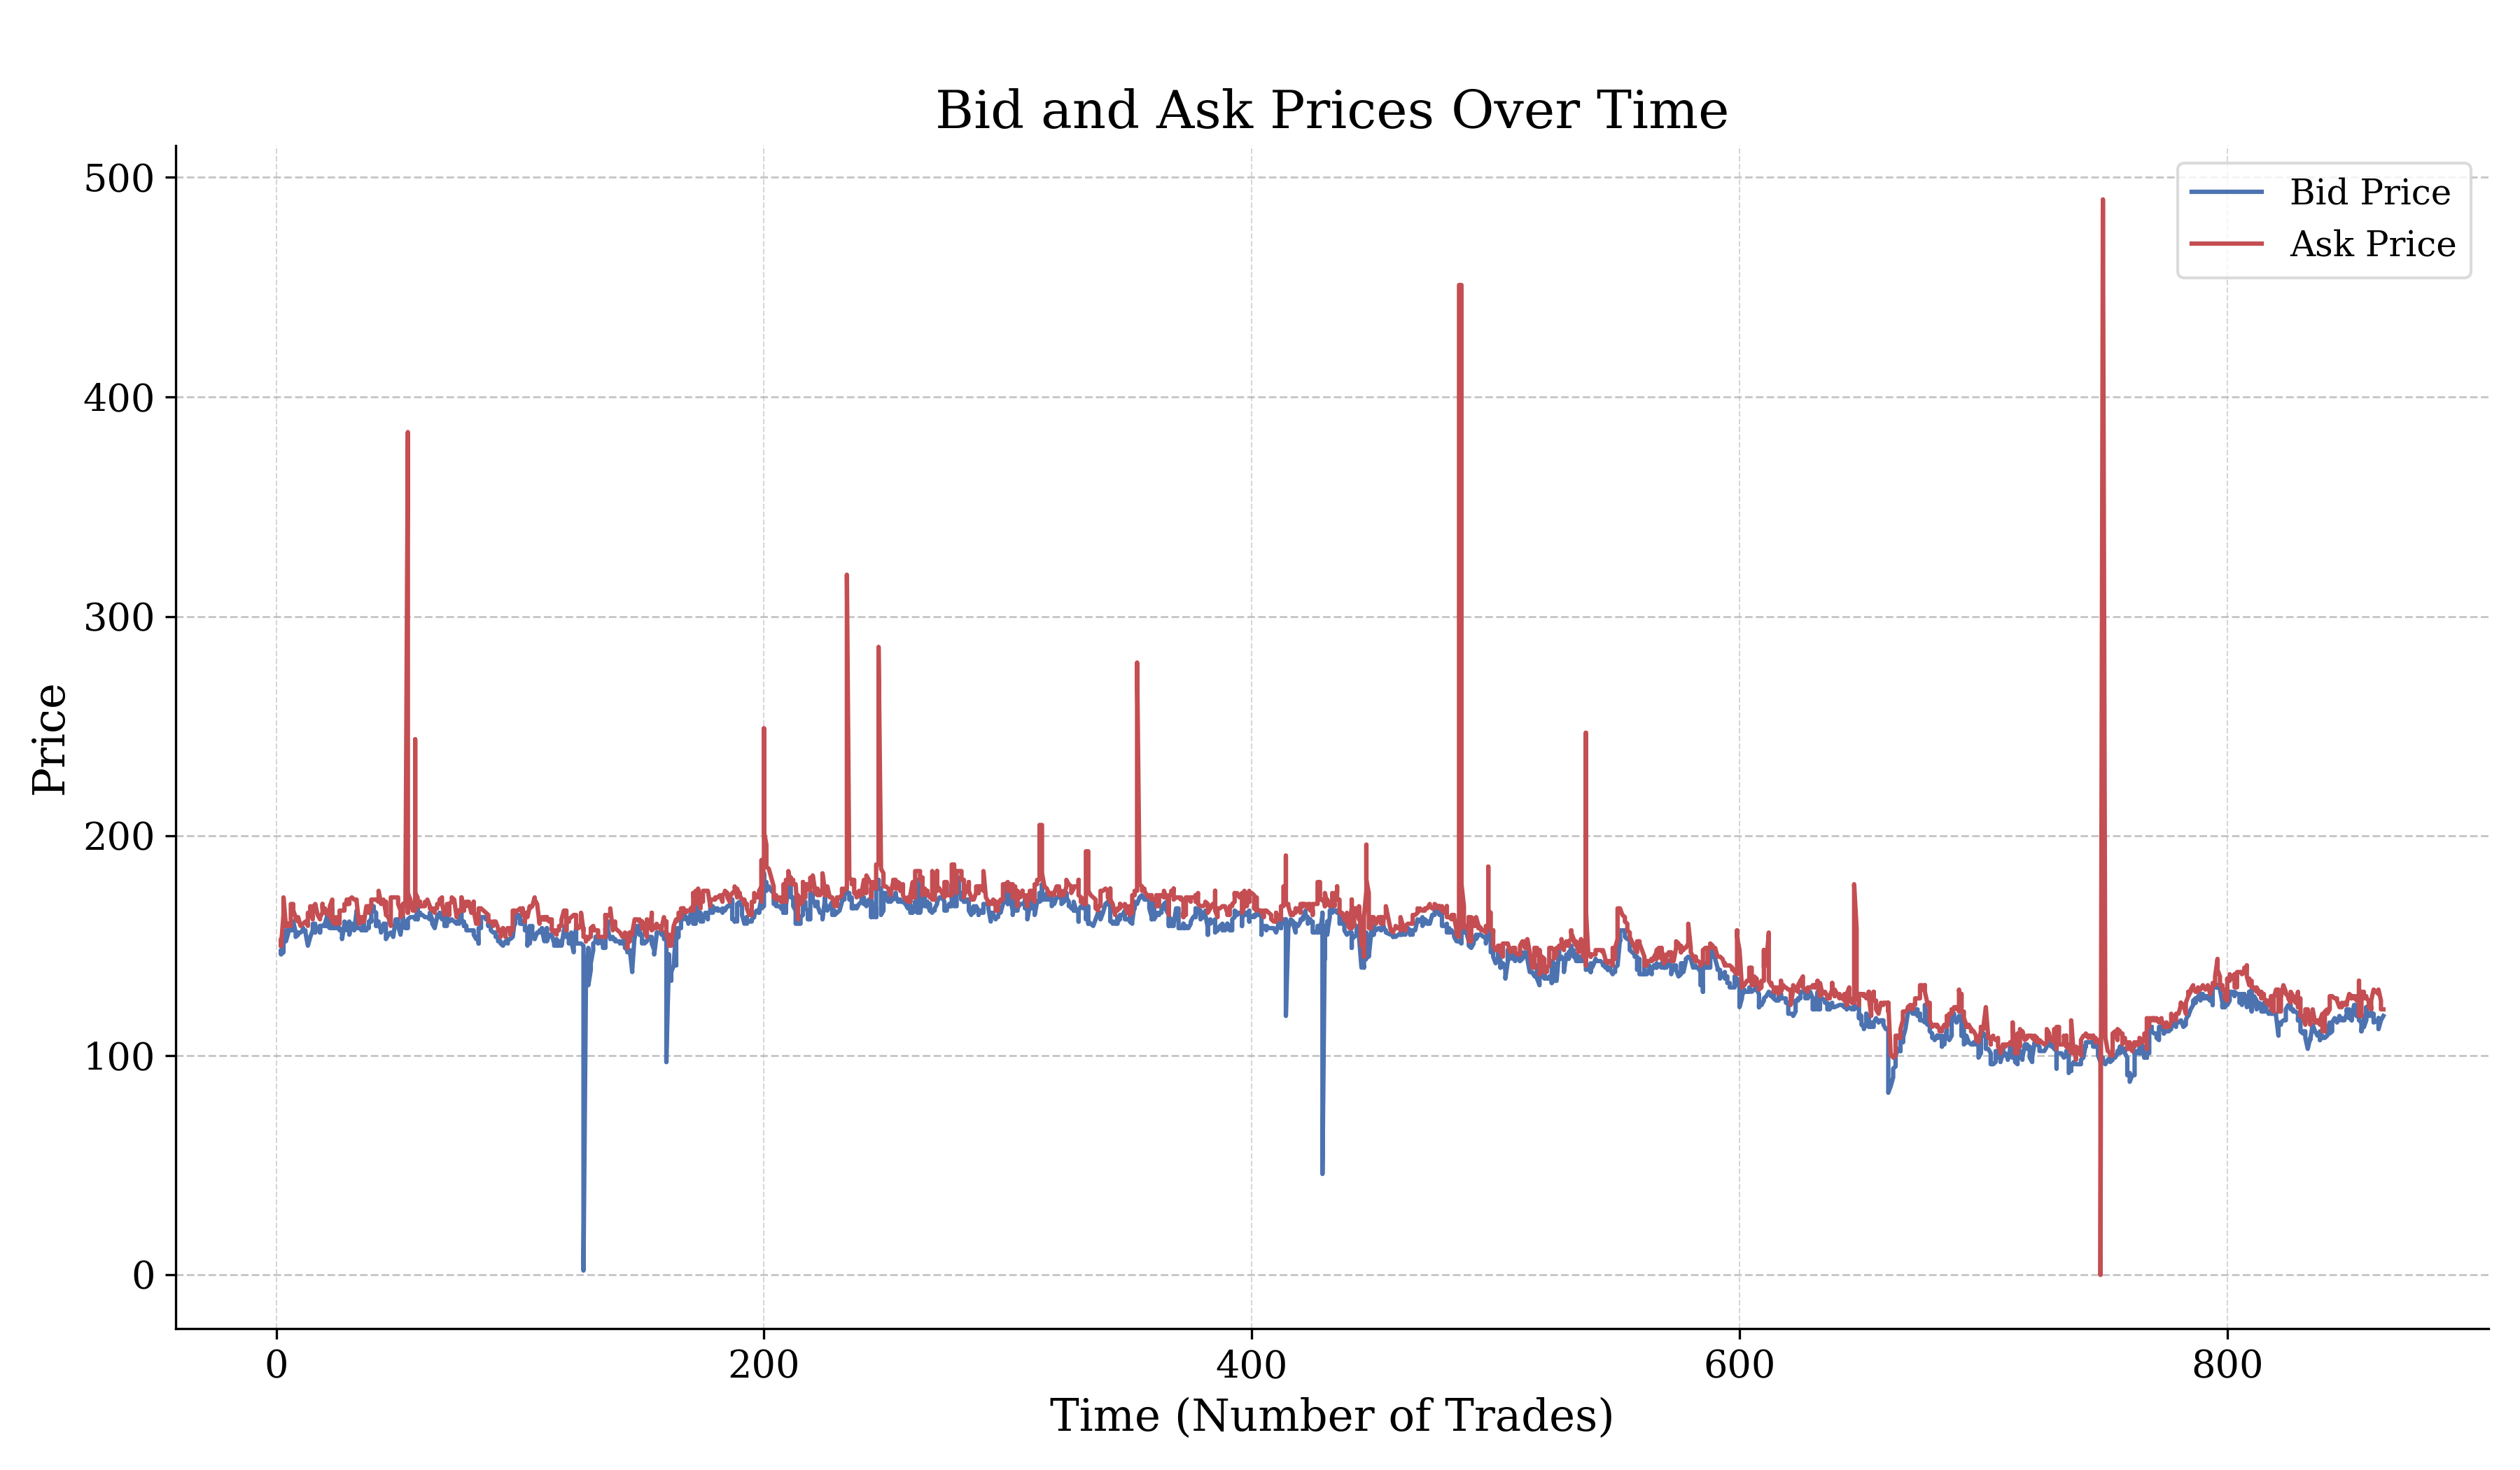 Bid and Ask Prices Over Time
Bid Price
Ask Price
500
400
300
200
100
0
Price
0 200 400 600 800
Time (Number of Trades)